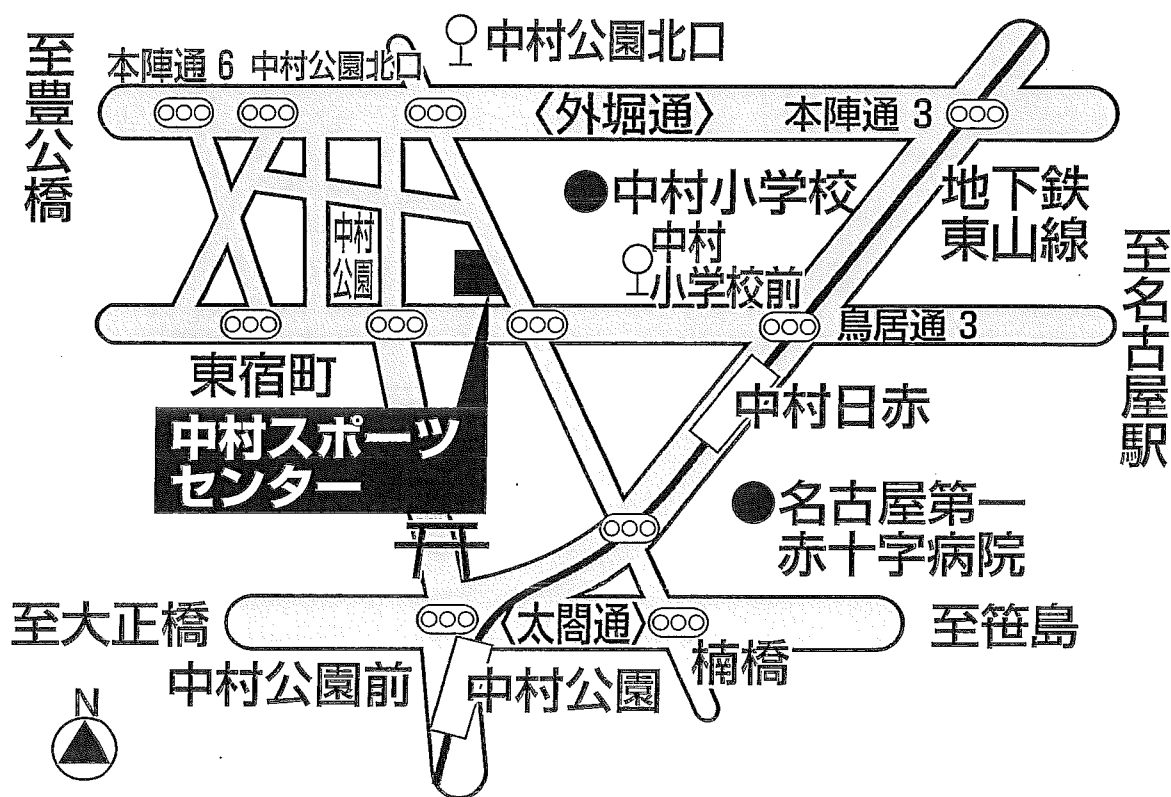 中村公園北口
至豊公橋
本陣通 6
中村公園北口
〈外堀通〉
本陣通 3
中村小学校
地下鉄
東山線
中村
公園
中村
小学校前
至名古屋駅
鳥居通 3
東宿町
中村日赤
中村スポーツ
センター
名古屋第一
赤十字病院
至大正橋
〈太閤通〉
至笹島
楠橋
中村公園前
中村公園
N